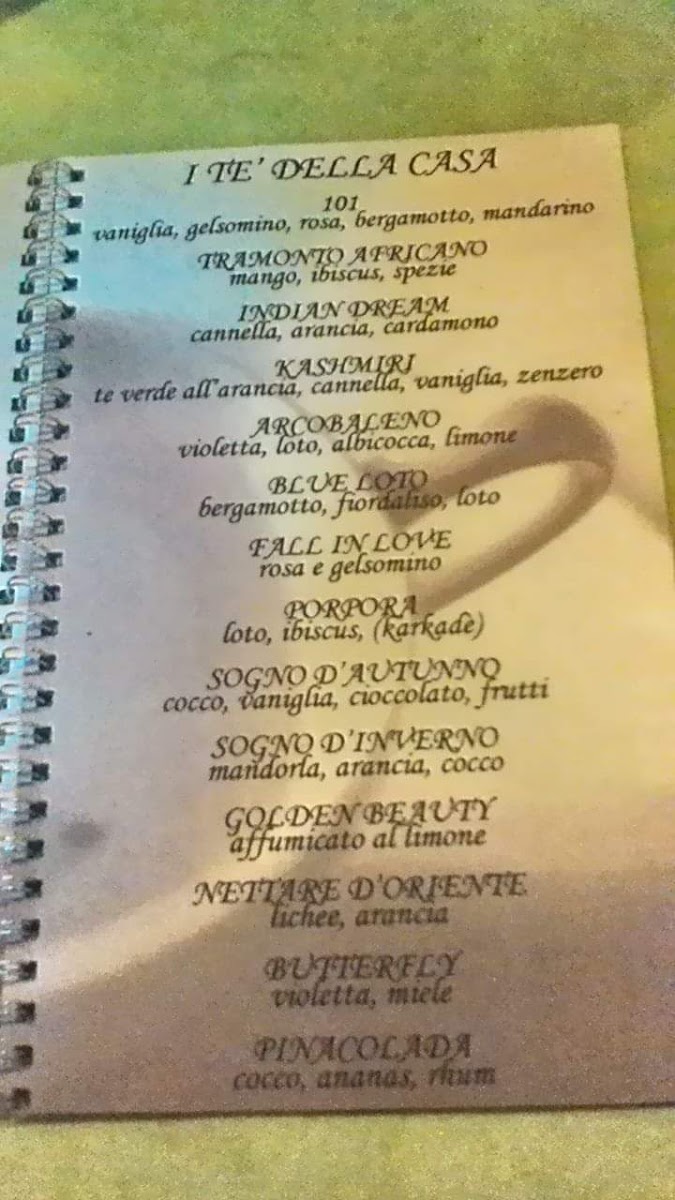 I TE' DELLA CASA
101
vaniglia, gelsomino, rosa, bergamotto, mandarino
TRAMONTO AFRICANO
mango, ibiscus, spezie
INDIAN DREAM
cannella, arancia, cardamono
KASHMIRI
te verde all'arancia, cannella, vaniglia, zenzero
ARCOBALENO
violetta, loto, albicocca, limone
BLUE LOTO
bergamotto, fiordaliso, loto
FALL IN LOVE
rosa e gelsomino
PORPORA
loto, ibiscus, (karkadè)
SOGNO D'AUTUNNO
cocco, vaniglia, cioccolato, frutti
SOGNO D'INVERNO
mandorla, arancia, cocco
GOLDEN BEAUTY
affumicato al limone
NETTARE D'ORIENTE
lichee, arancia
BUTTERFLY
violetta, miele
PINACOLADA
cocco, ananas, rhum